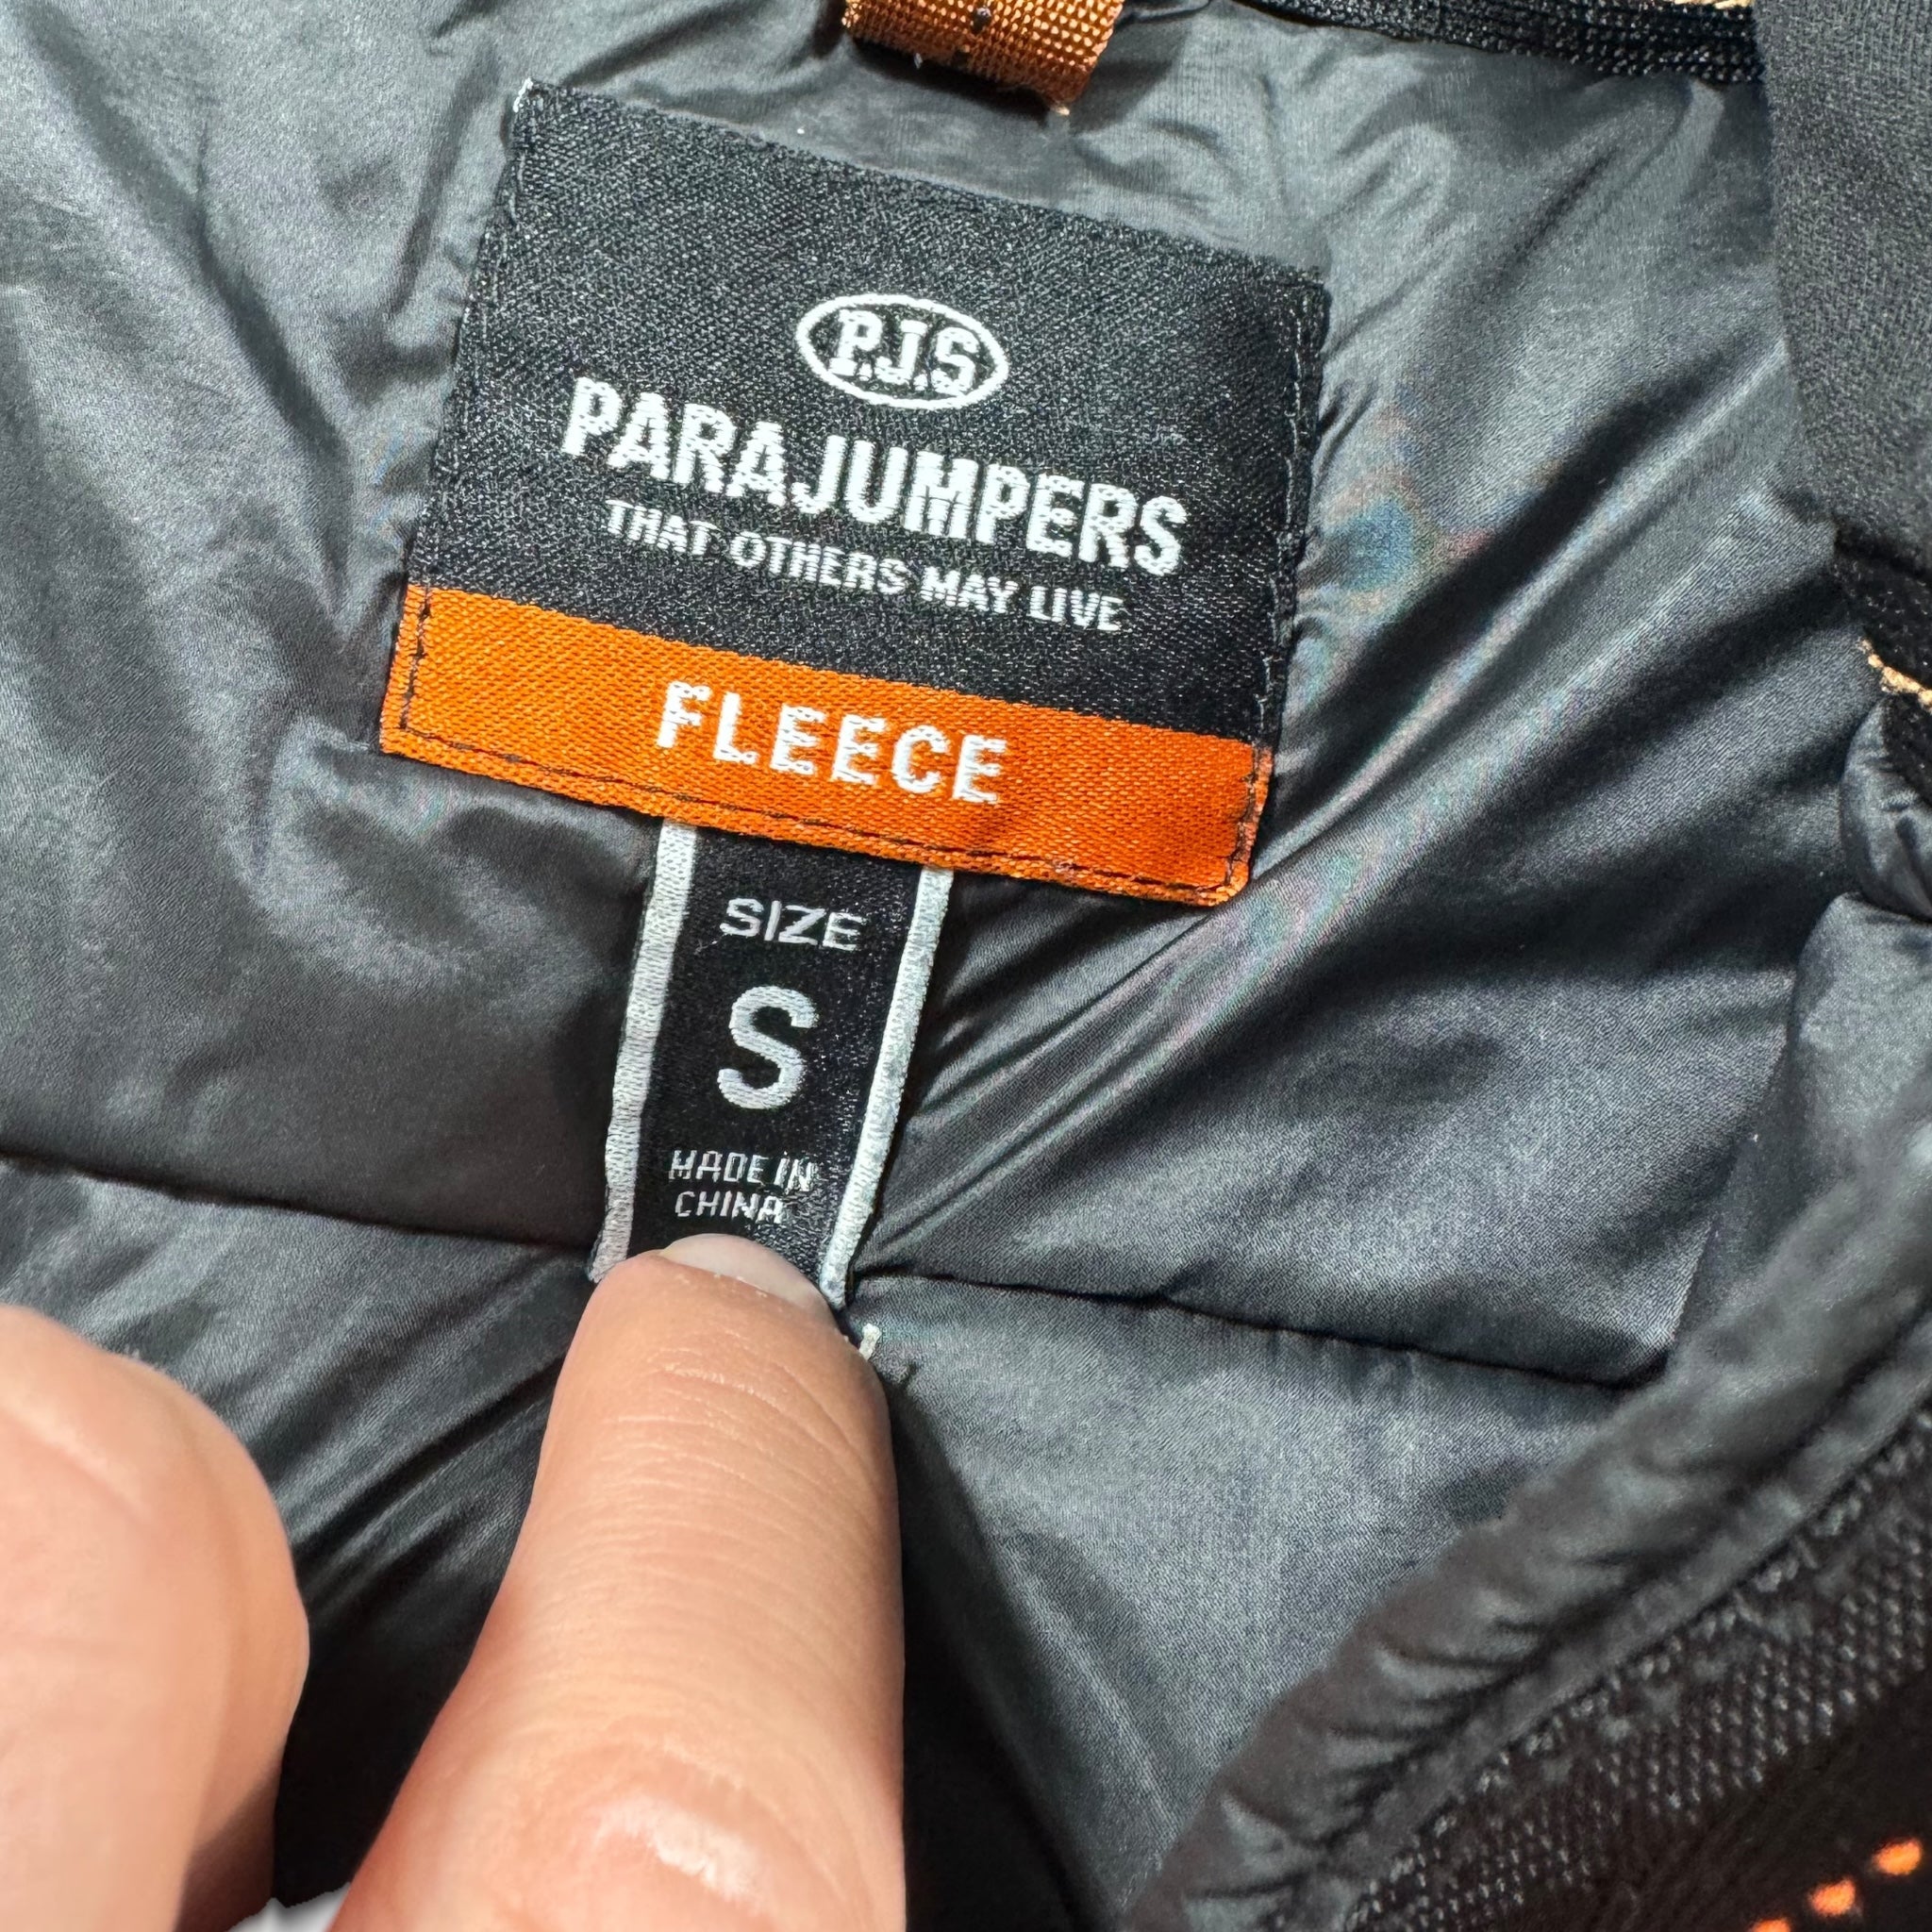 P.J.S
PARAJUMPERS
THAT OTHERS MAY LIVE
FLEECE
SIZE
S
MADE IN
CHINA